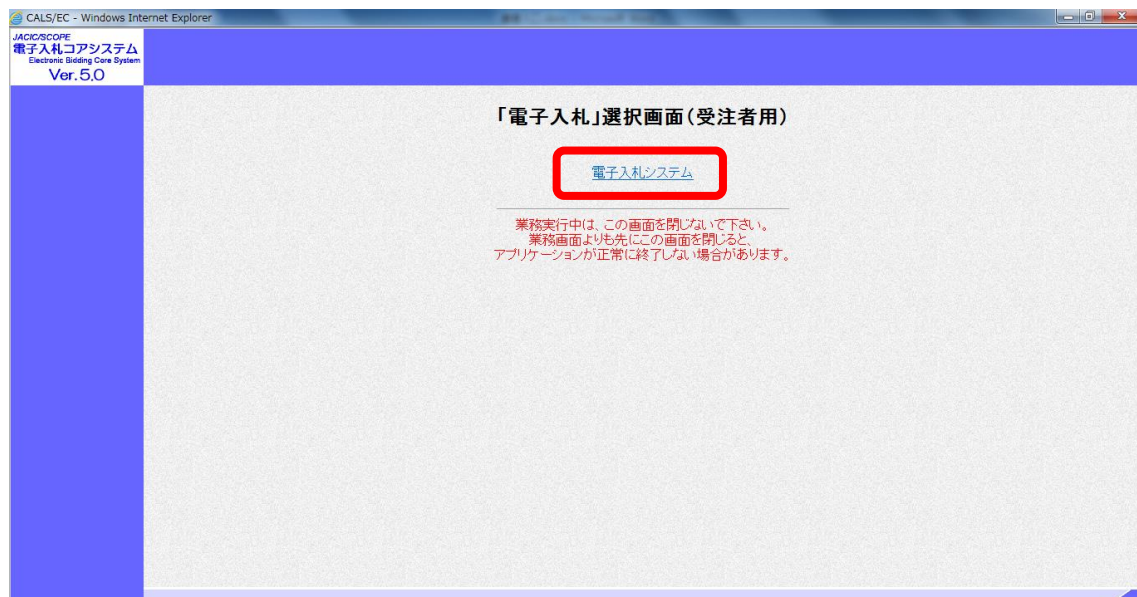 CALS/EC - Windows Internet Explorer
JACIC/SCOPE
電子入札コアシステム
Electronic Bidding Core System
Ver.5.0
「電子入札」選択画面(受注者用)
電子入札システム
業務実行中は、この画面を閉じないで下さい。
業務画面よりも先にこの画面を閉じると、
アプリケーションが正常に終了しない場合があります。